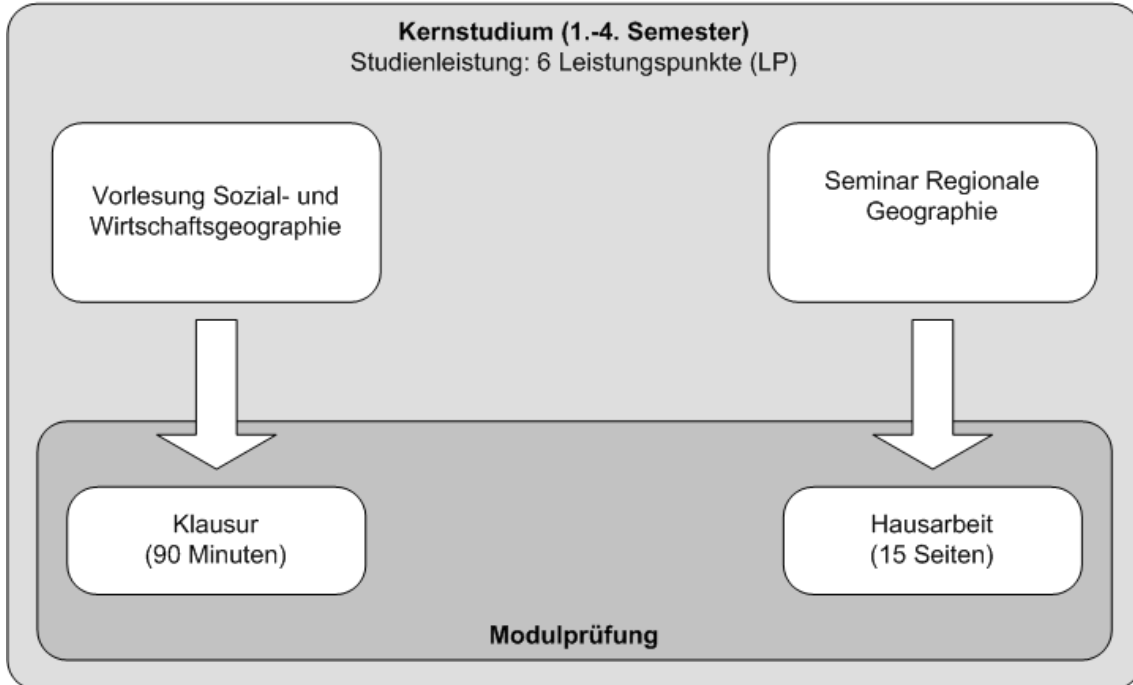 Kernstudium (1.-4. Semester)
Studienleistung: 6 Leistungspunkte (LP)
Vorlesung Sozial- und
Wirtschaftsgeographie
Seminar Regionale
Geographie
Klausur
(90 Minuten)
Hausarbeit
(15 Seiten)
Modulprüfung